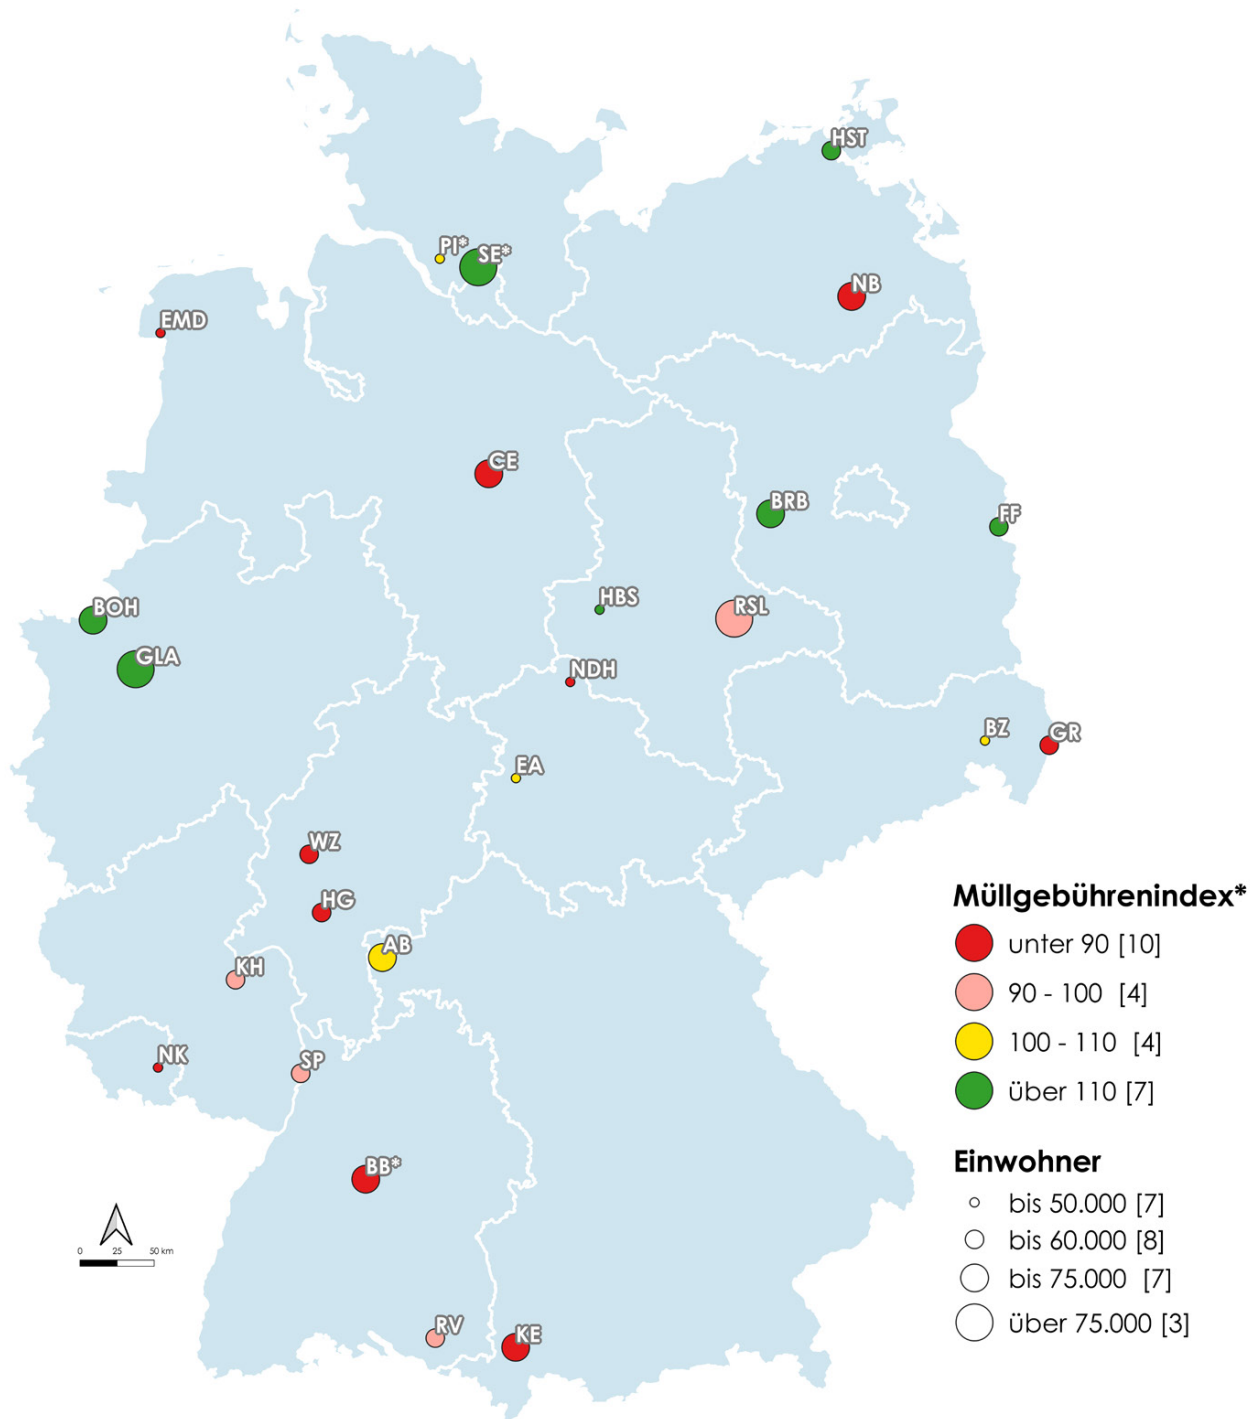 HST
PI*
SE*
NB
EMD
CE
BRB
FF
BOH
HBS
RSL
GLA
NDH
BZ
GR
EA
WZ
HG
AB
KH
NK
SP
BB*
RV
KE
0 25 50 km
Müllgebührenindex*
unter 90 [10]
90 - 100 [4]
100 - 110 [4]
über 110 [7]
Einwohner
bis 50.000 [7]
bis 60.000 [8]
bis 75.000 [7]
über 75.000 [3]